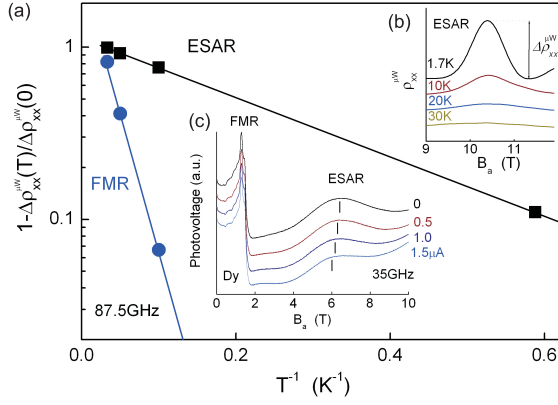 (a)
ESAR
FMR
87.5GHz
1-Δρxx^μW(T)/Δρxx^μW(0)
1
0.1
0.0
0.2
0.4
0.6
T⁻¹ (K⁻¹)
(b)
ESAR
Δρxx^μW
1.7K
10K
20K
30K
ρxx^μW
9
10
11
Ba (T)
(c)
FMR
ESAR
0
0.5
1.0
1.5μA
Dy
35GHz
Photovoltage (a.u.)
0
2
4
6
8
10
Ba (T)